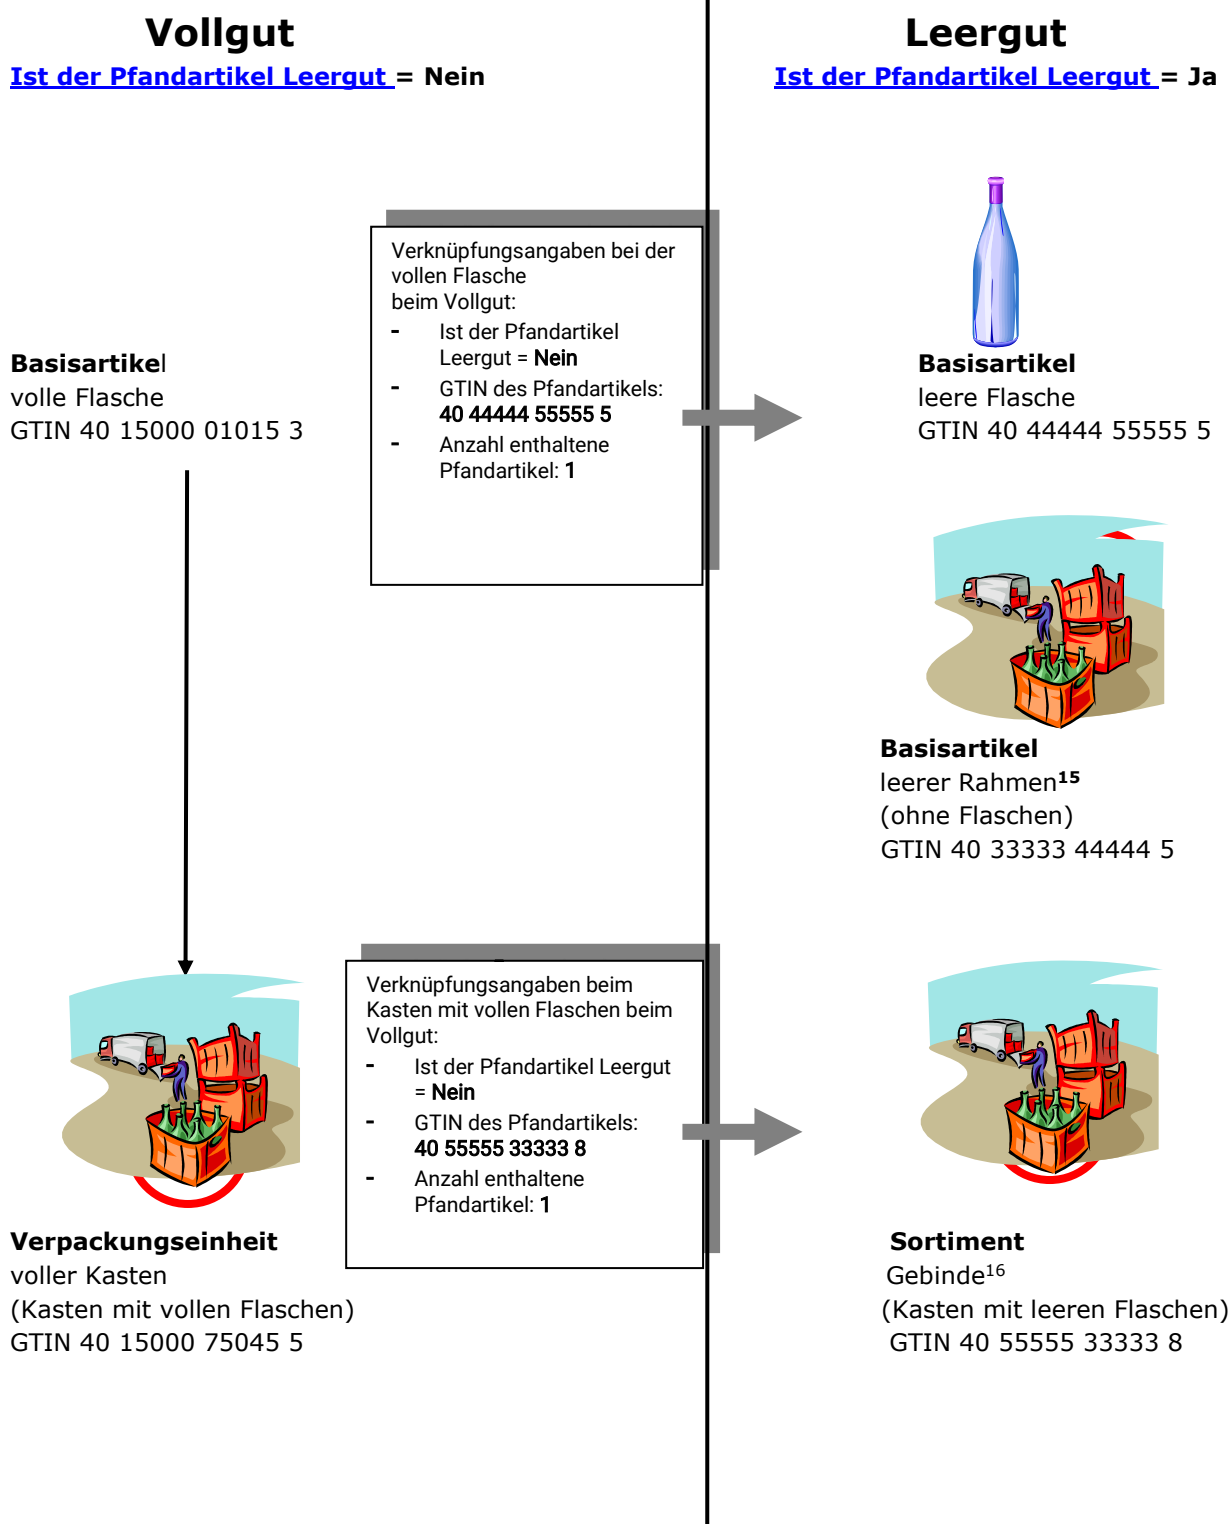 Vollgut
Ist der Pfandartikel Leergut = Nein
Leergut
Ist der Pfandartikel Leergut = Ja
Verknüpfungsangaben bei der
vollen Flasche
beim Vollgut:
- Ist der Pfandartikel
Leergut = Nein
- GTIN des Pfandartikels:
40 44444 55555 5
- Anzahl enthaltene
Pfandartikel: 1
Basisartikel
volle Flasche
GTIN 40 15000 01015 3
Basisartikel
leere Flasche
GTIN 40 44444 55555 5
Basisartikel
leerer Rahmen15
(ohne Flaschen)
GTIN 40 33333 44444 5
Verknüpfungsangaben beim
Kasten mit vollen Flaschen beim
Vollgut:
- Ist der Pfandartikel Leergut
= Nein
- GTIN des Pfandartikels:
40 55555 33333 8
- Anzahl enthaltene
Pfandartikel: 1
Verpackungseinheit
voller Kasten
(Kasten mit vollen Flaschen)
GTIN 40 15000 75045 5
Sortiment
Gebinde16
(Kasten mit leeren Flaschen)
GTIN 40 55555 33333 8